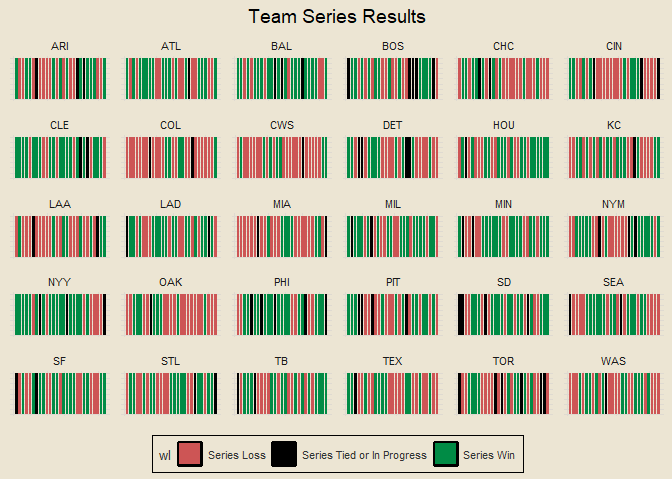 Team Series Results
ARI ATL BAL BOS CHC CIN
CLE COL CWS DET HOU KC
LAA LAD MIA MIL MIN NYM
NYY OAK PHI PIT SD SEA
SF STL TB TEX TOR WAS
wl Series Loss Series Tied or In Progress Series Win